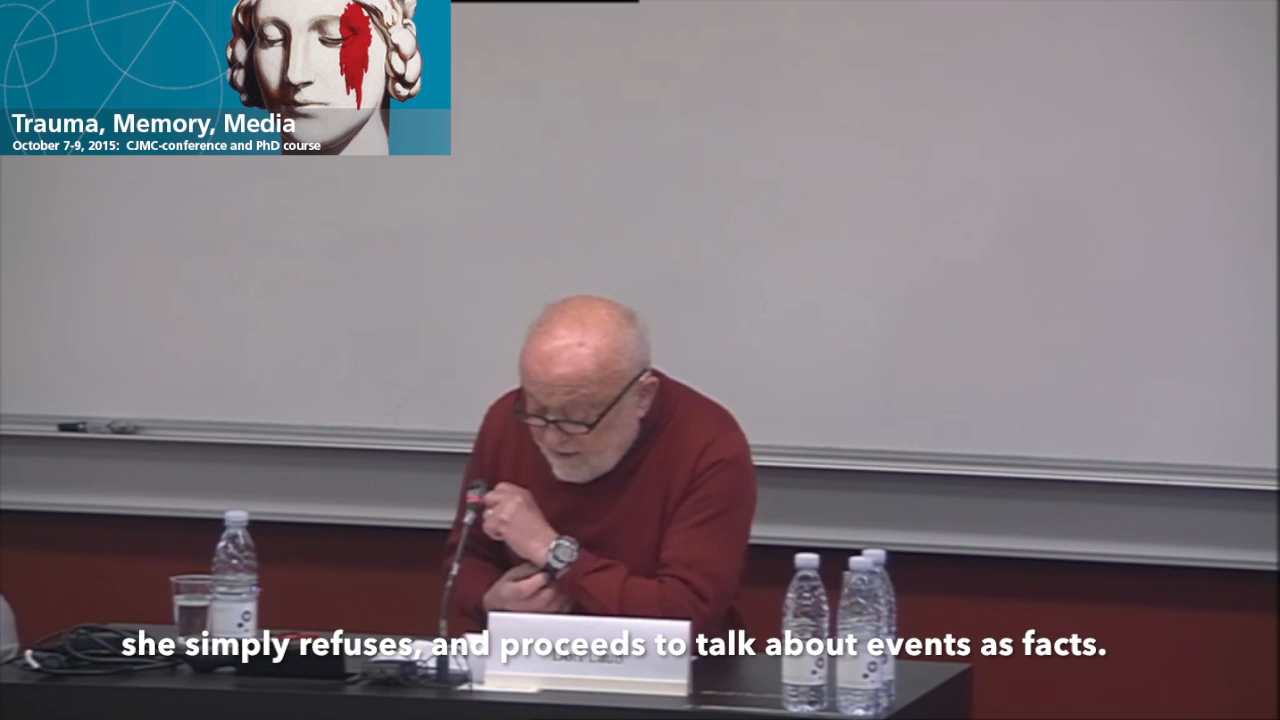 Trauma, Memory, Media
October 7-9, 2015: CJMC-conference and PhD course
she simply refuses, and proceeds to talk about events as facts.